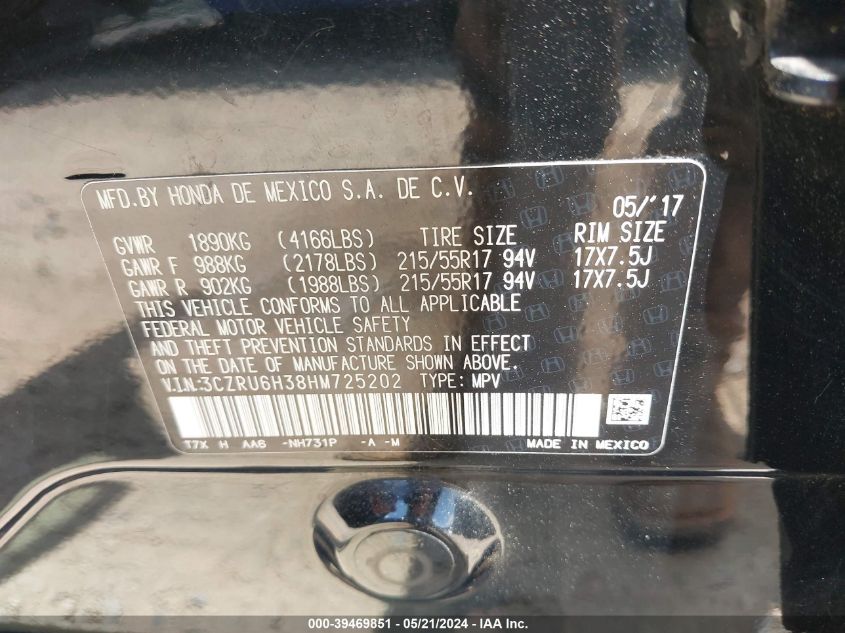 MFD.BY HONDA DE MEXICO S.A. DE C.V. 05/'17
GVWR 1890KG (4166LBS) TIRE SIZE RIM SIZE
GAWR F 988KG (2178LBS) 215/55R17 94V 17X7.5J
GAWR R 902KG (1988LBS) 215/55R17 94V 17X7.5J
THIS VEHICLE CONFORMS TO ALL APPLICABLE
FEDERAL MOTOR VEHICLE SAFETY
AND THEFT PREVENTION STANDARDS IN EFFECT
ON THE DATE OF MANUFACTURE SHOWN ABOVE.
V.I.N:3CZRU6H38HM725202 TYPE: MPV
T7X H AA6 -NH731P -A -M MADE IN MEXICO
000-39469851 / 05/21/2024 - IAA Inc.